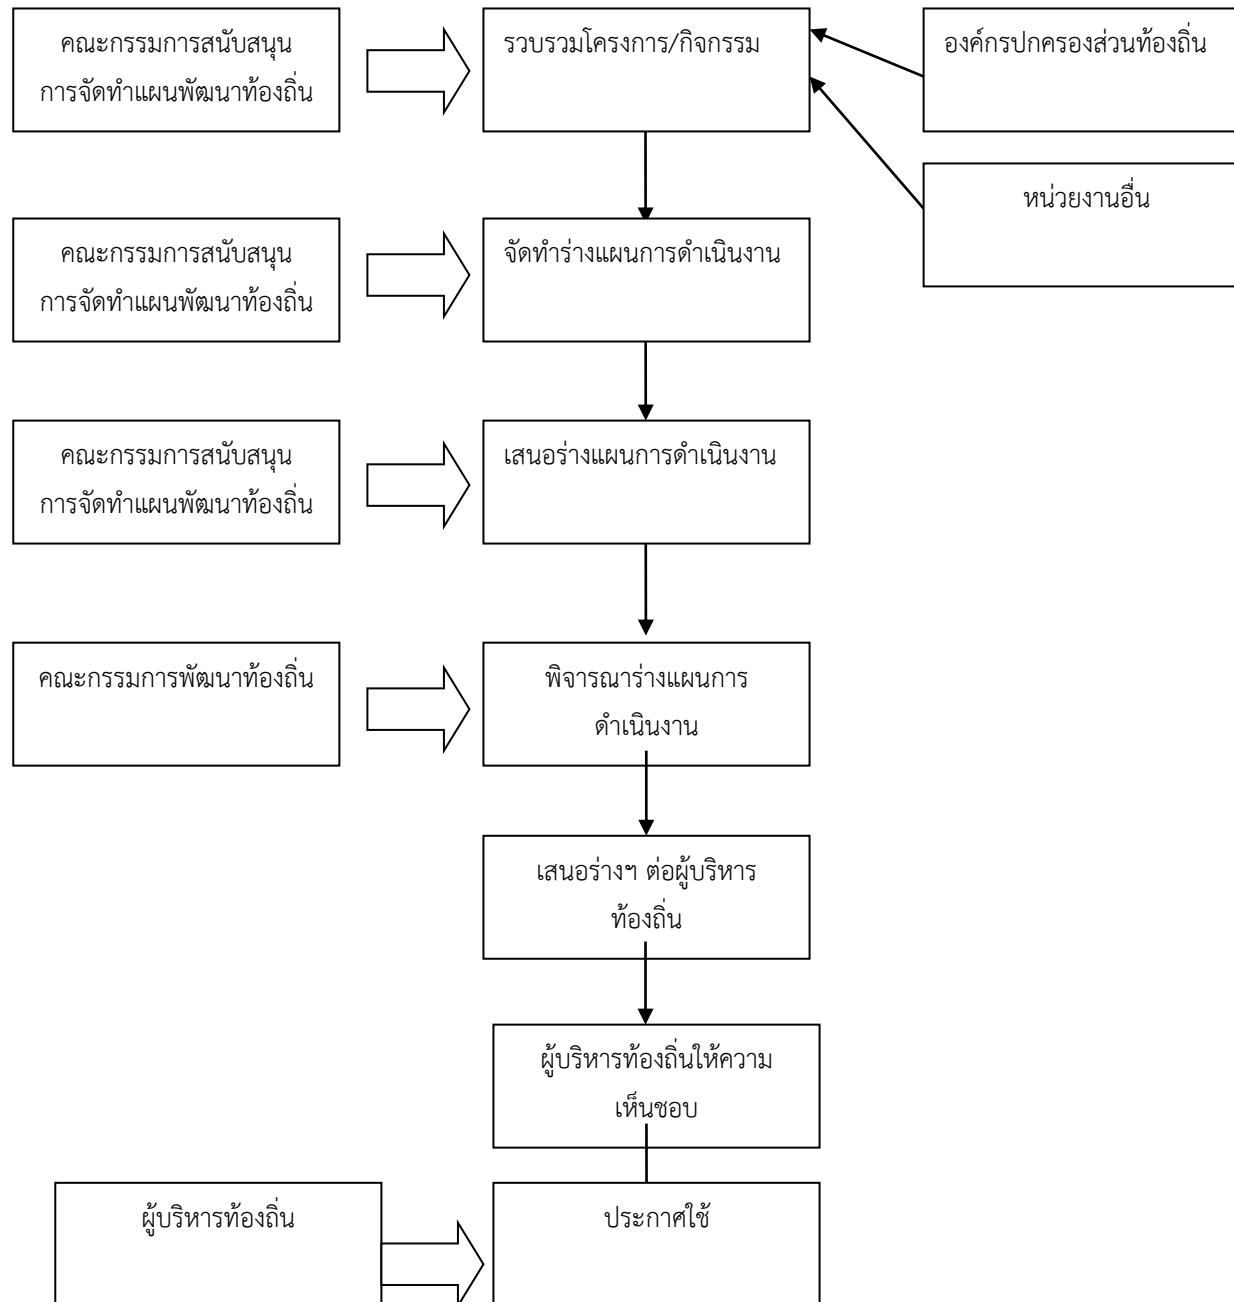 คณะกรรมการสนับสนุน
การจัดทำแผนพัฒนาท้องถิ่น
รวบรวมโครงการ/กิจกรรม
องค์กรปกครองส่วนท้องถิ่น
หน่วยงานอื่น
คณะกรรมการสนับสนุน
การจัดทำแผนพัฒนาท้องถิ่น
จัดทำร่างแผนการดำเนินงาน
คณะกรรมการสนับสนุน
การจัดทำแผนพัฒนาท้องถิ่น
เสนอร่างแผนการดำเนินงาน
คณะกรรมการพัฒนาท้องถิ่น
พิจารณาร่างแผนการ
ดำเนินงาน
เสนอร่างฯ ต่อผู้บริหาร
ท้องถิ่น
ผู้บริหารท้องถิ่นให้ความ
เห็นชอบ
ผู้บริหารท้องถิ่น
ประกาศใช้